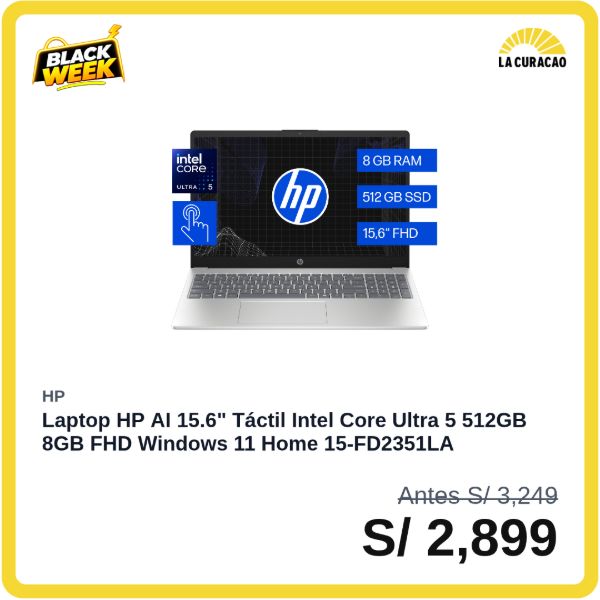 BLACK
WEEK
LA CURACAO
intel
CORE
ULTRA 5
hp
8 GB RAM
512 GB SSD
15,6" FHD
HP
Laptop HP AI 15.6" Táctil Intel Core Ultra 5 512GB
8GB FHD Windows 11 Home 15-FD2351LA
Antes S/ 3,249
S/ 2,899